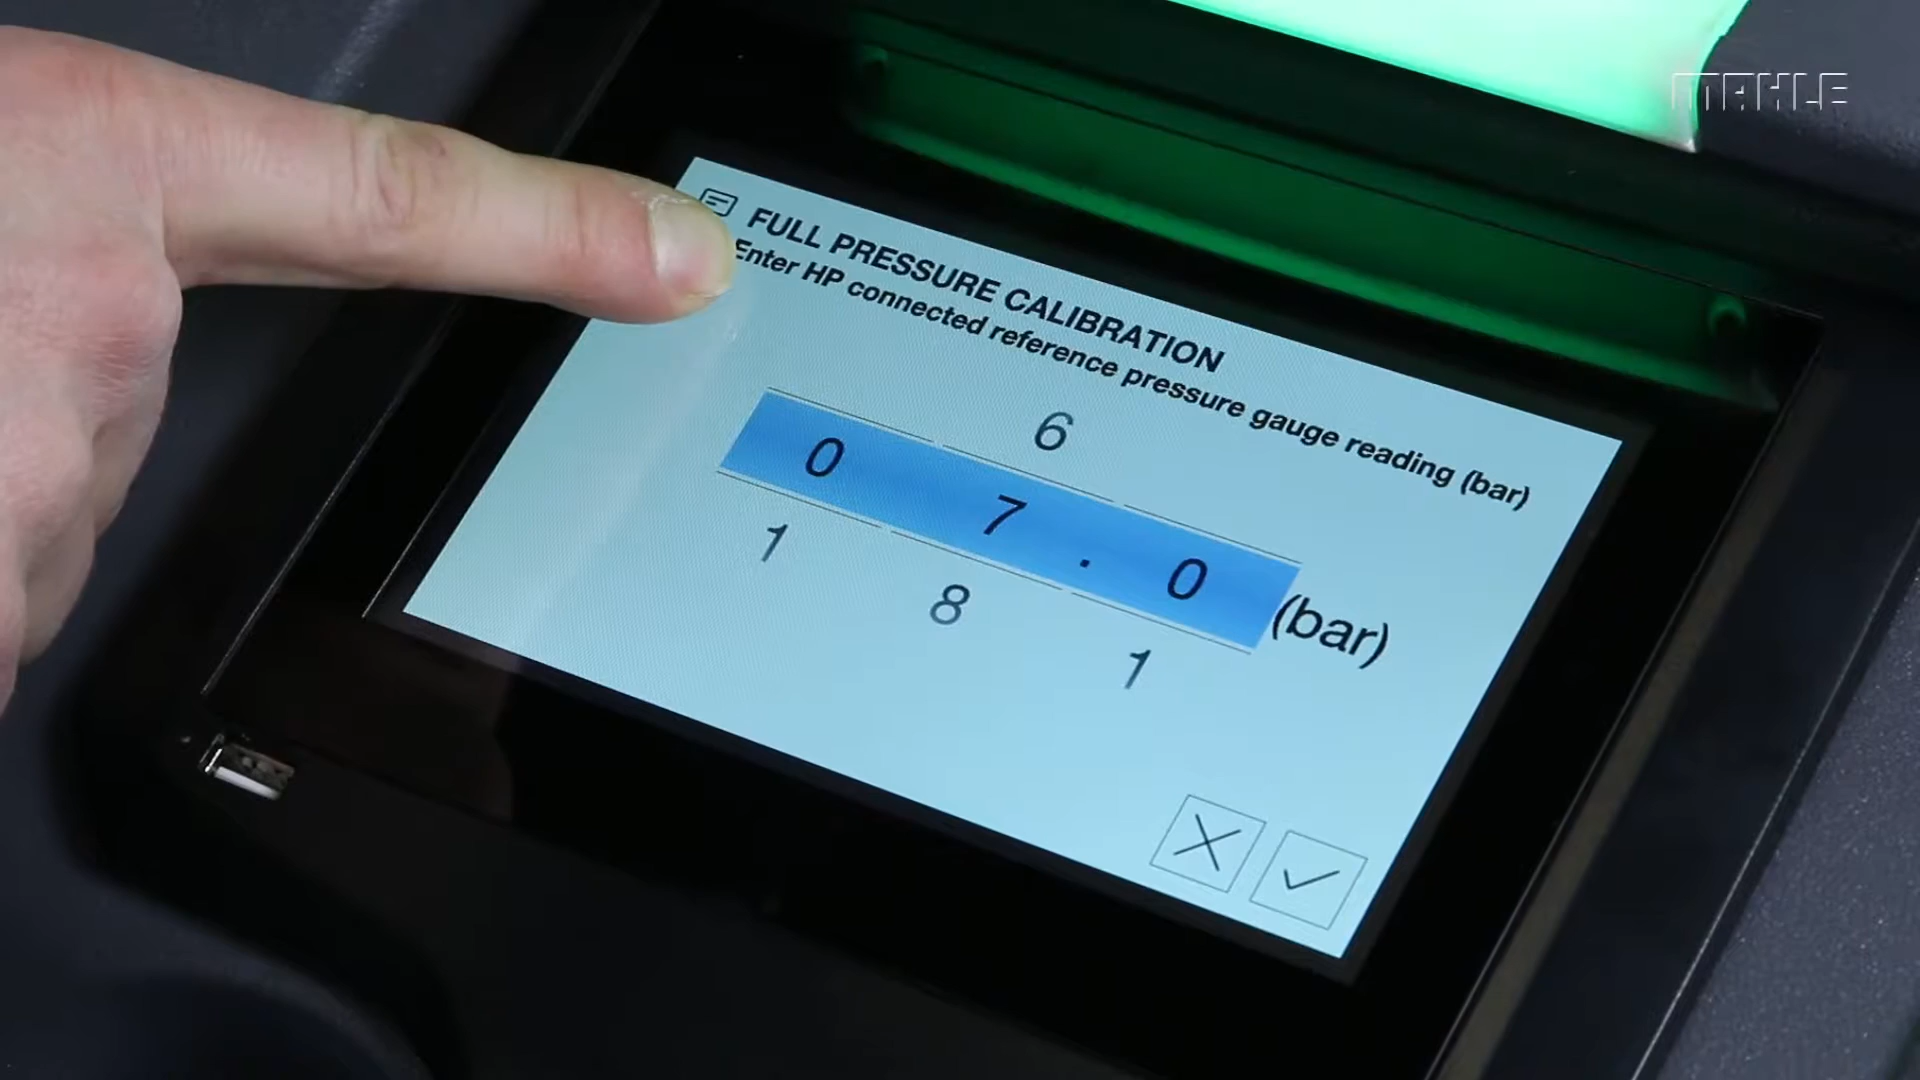 MAHLE
FULL PRESSURE CALIBRATION
Enter HP connected reference pressure gauge reading (bar)
6
0 7 . 0 (bar)
1 8 1